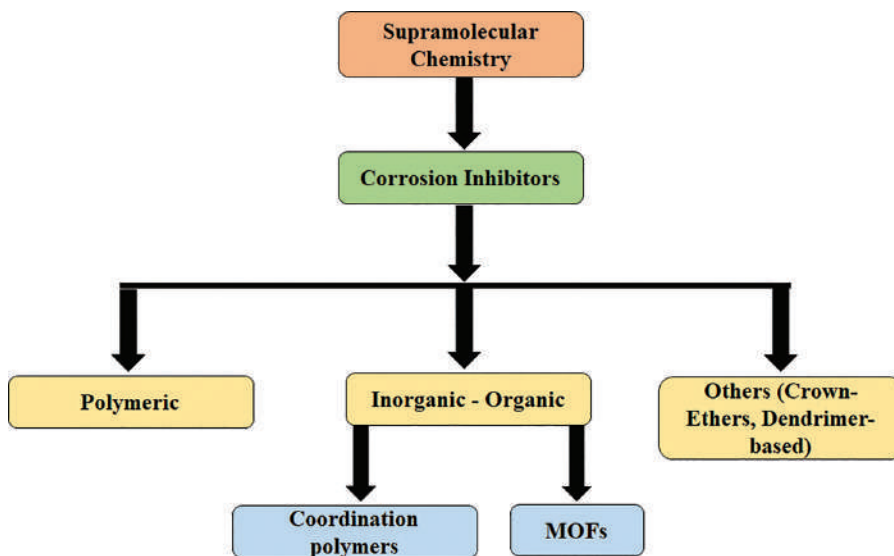 Supramolecular
Chemistry
Corrosion Inhibitors
Polymeric
Inorganic - Organic
Others (Crown-
Ethers, Dendrimer-
based)
Coordination
polymers
MOFs